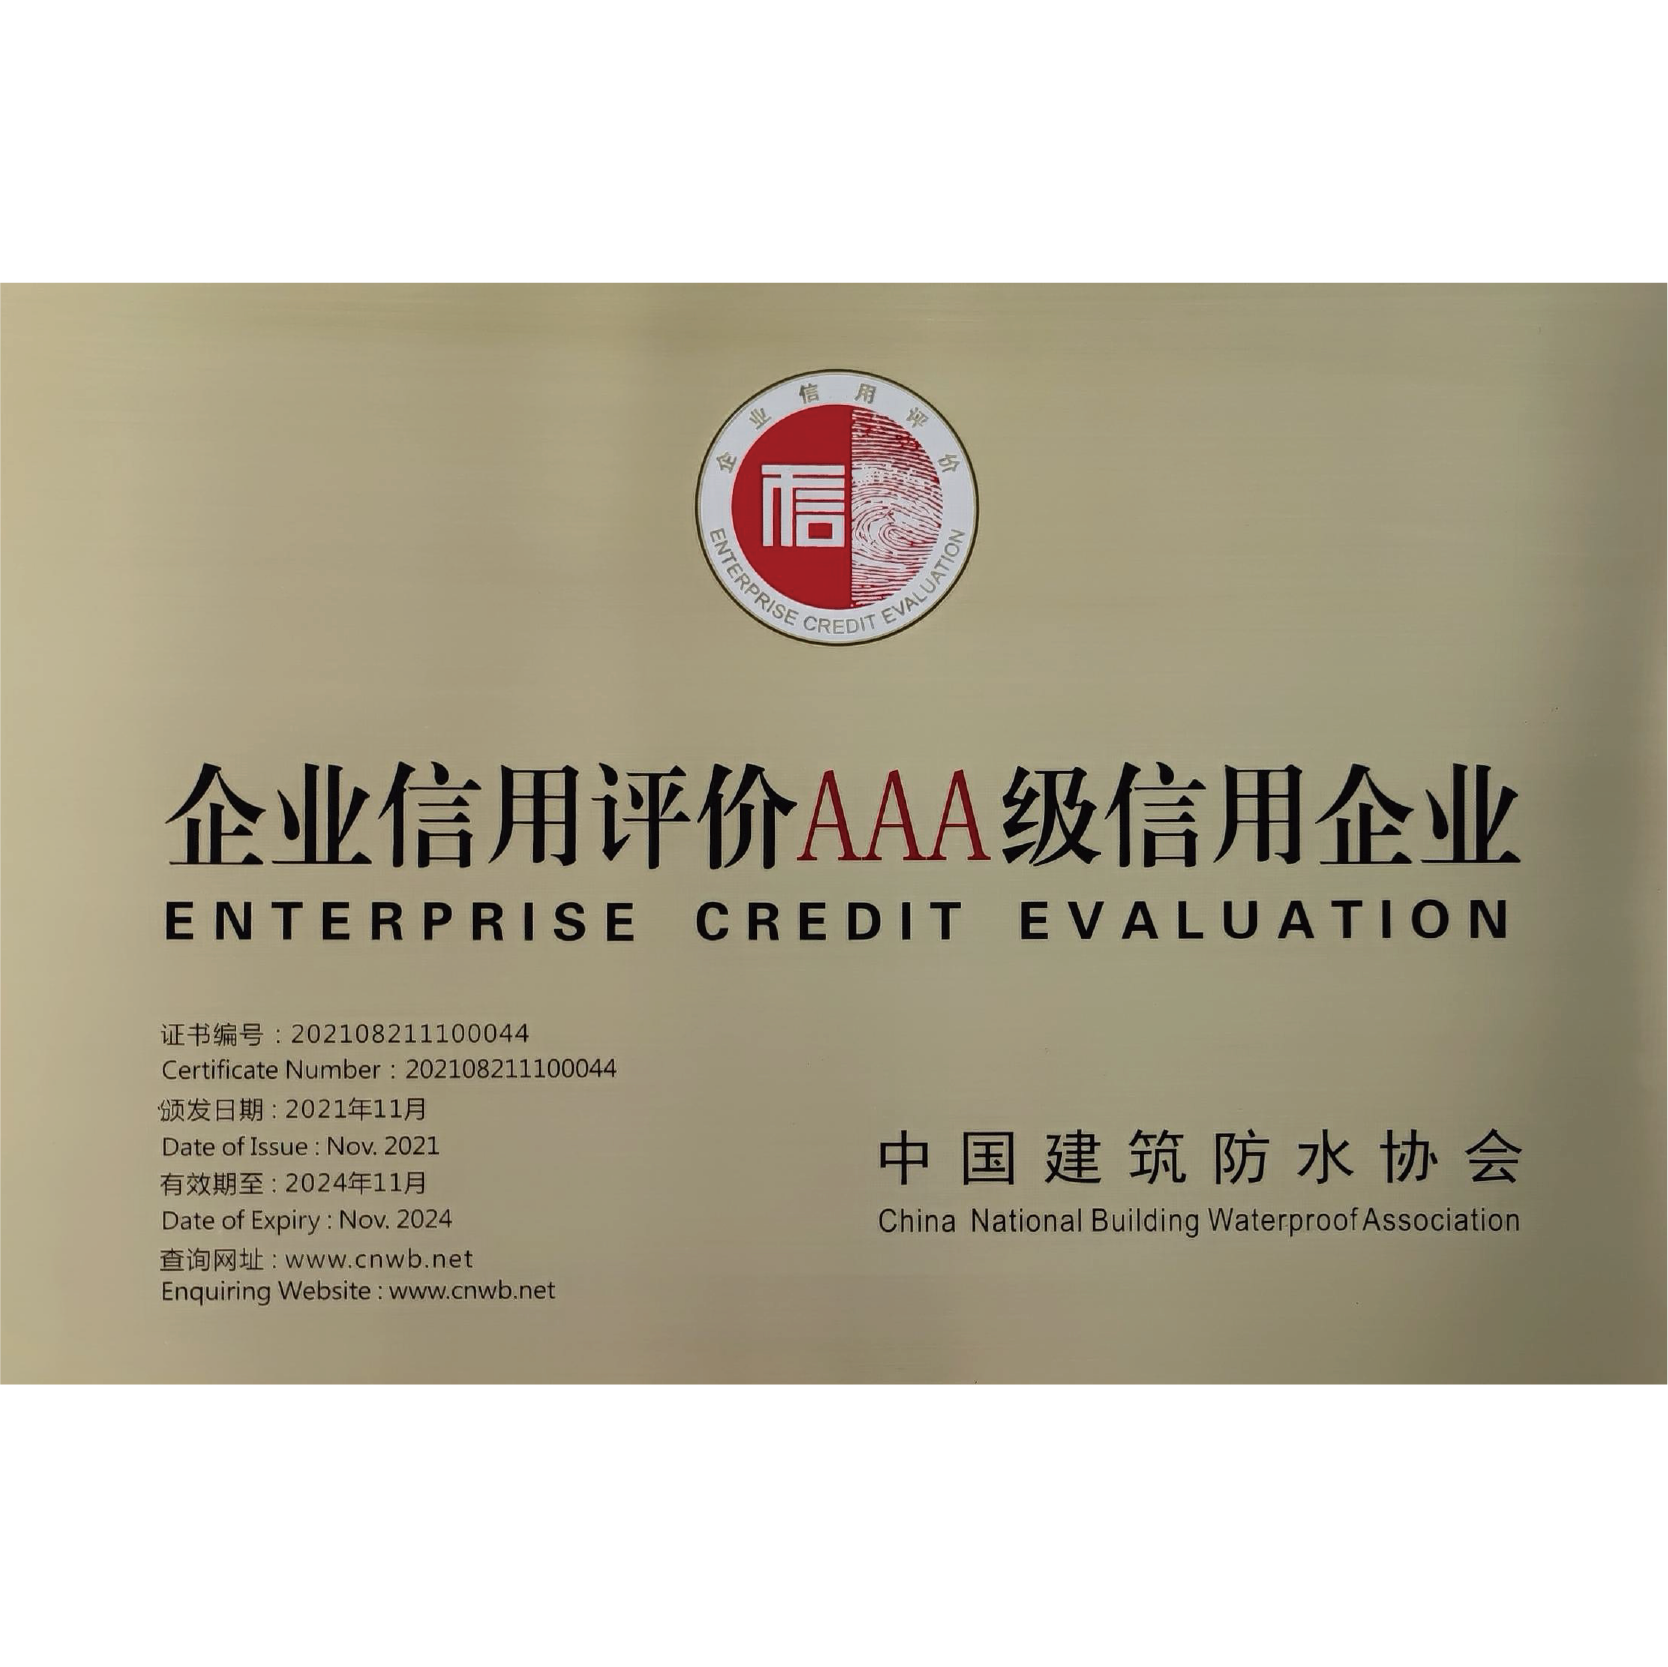 企业信用评价
信
ENTERPRISE CREDIT EVALUATION
企业信用评价AAA级信用企业
ENTERPRISE CREDIT EVALUATION
证书编号：202108211100044
Certificate Number : 202108211100044
颁发日期 : 2021年11月
Date of Issue : Nov. 2021
有效期至 : 2024年11月
Date of Expiry : Nov. 2024
查询网址 : www.cnwb.net
Enquiring Website : www.cnwb.net
中国建筑防水协会
China National Building Waterproof Association